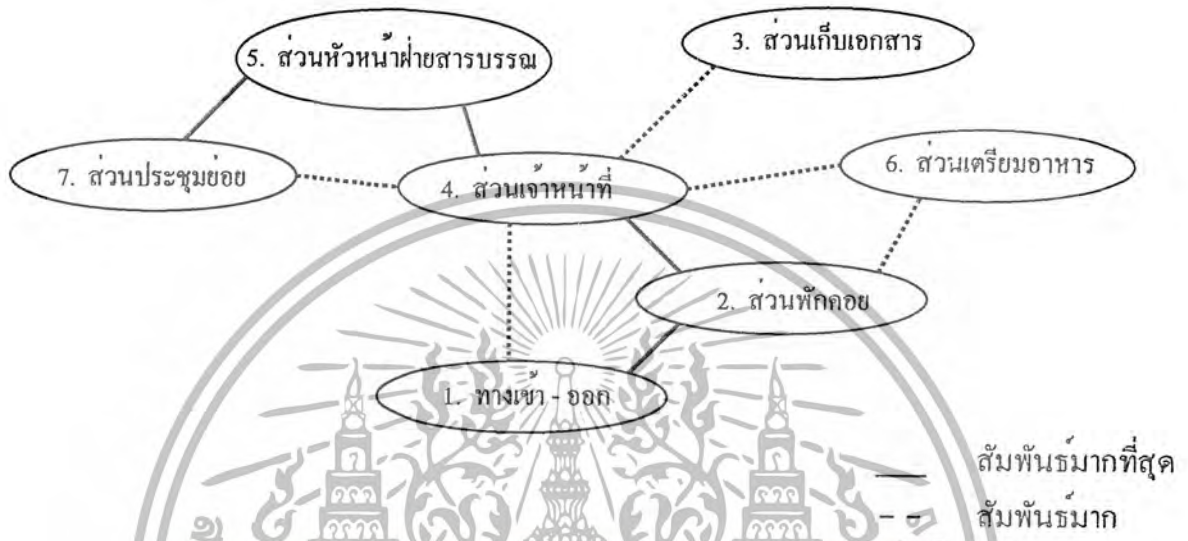 5. ส่วนหัวหน้าฝ่ายสารบรรณ
3. ส่วนเก็บเอกสาร
7. ส่วนประชุมย่อย
4. ส่วนเจ้าหน้าที่
6. ส่วนเตรียมอาหาร
2. ส่วนพักคอย
1. ทางเข้า - ออก
สัมพันธ์มากที่สุด
สัมพันธ์มาก